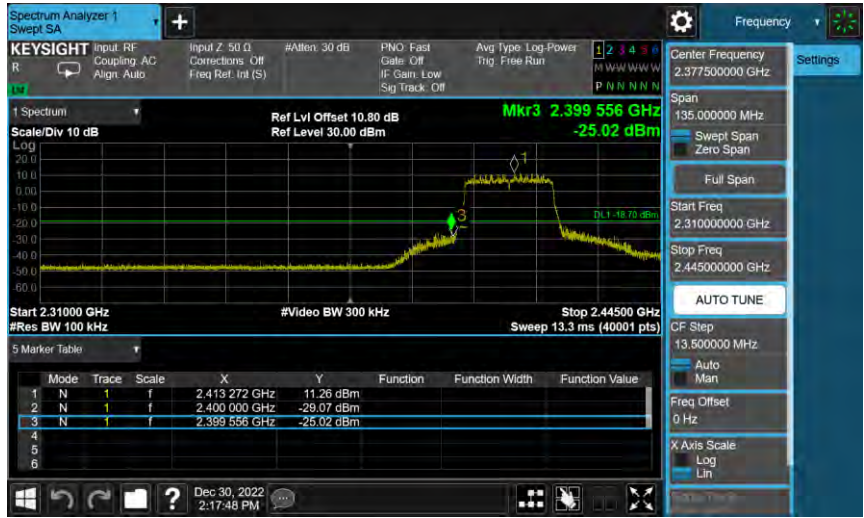 Spectrum Analyzer 1
Swept SA
Frequency
KEYSIGHT
R
Input: RF
Coupling: AC
Align: Auto
Input Z: 50 Ω
Corrections: Off
Freq Ref: Int (S)
#Atten: 30 dB
PNO: Fast
Gate: Off
IF Gain: Low
Sig Track: Off
Avg Type: Log-Power
Trig: Free Run
1 2 3 4 5 6
M W W W W W
P N N N N N
Center Frequency
2.377500000 GHz
Settings
Span
135.000000 MHz
Swept Span
Zero Span
Full Span
Start Freq
2.310000000 GHz
Stop Freq
2.445000000 GHz
AUTO TUNE
CF Step
13.500000 MHz
Auto
Man
Freq Offset
0 Hz
X Axis Scale
Log
Lin
1 Spectrum
Scale/Div 10 dB
Ref Lvl Offset 10.80 dB
Ref Level 30.00 dBm
Mkr3 2.399 556 GHz
-25.02 dBm
Log
20.0
10.0
0.00
-10.0
-20.0
-30.0
-40.0
-50.0
-60.0
1
3
DL1 -18.70 dBm
Start 2.31000 GHz
#Res BW 100 kHz
#Video BW 300 kHz
Stop 2.44500 GHz
Sweep 13.3 ms (40001 pts)
5 Marker Table
Mode Trace Scale X Y Function Function Width Function Value
1 N 1 f 2.413 272 GHz 11.26 dBm
2 N 1 f 2.400 000 GHz -29.07 dBm
3 N 1 f 2.399 556 GHz -25.02 dBm
4
5
6
?
Dec 30, 2022
2:17:48 PM